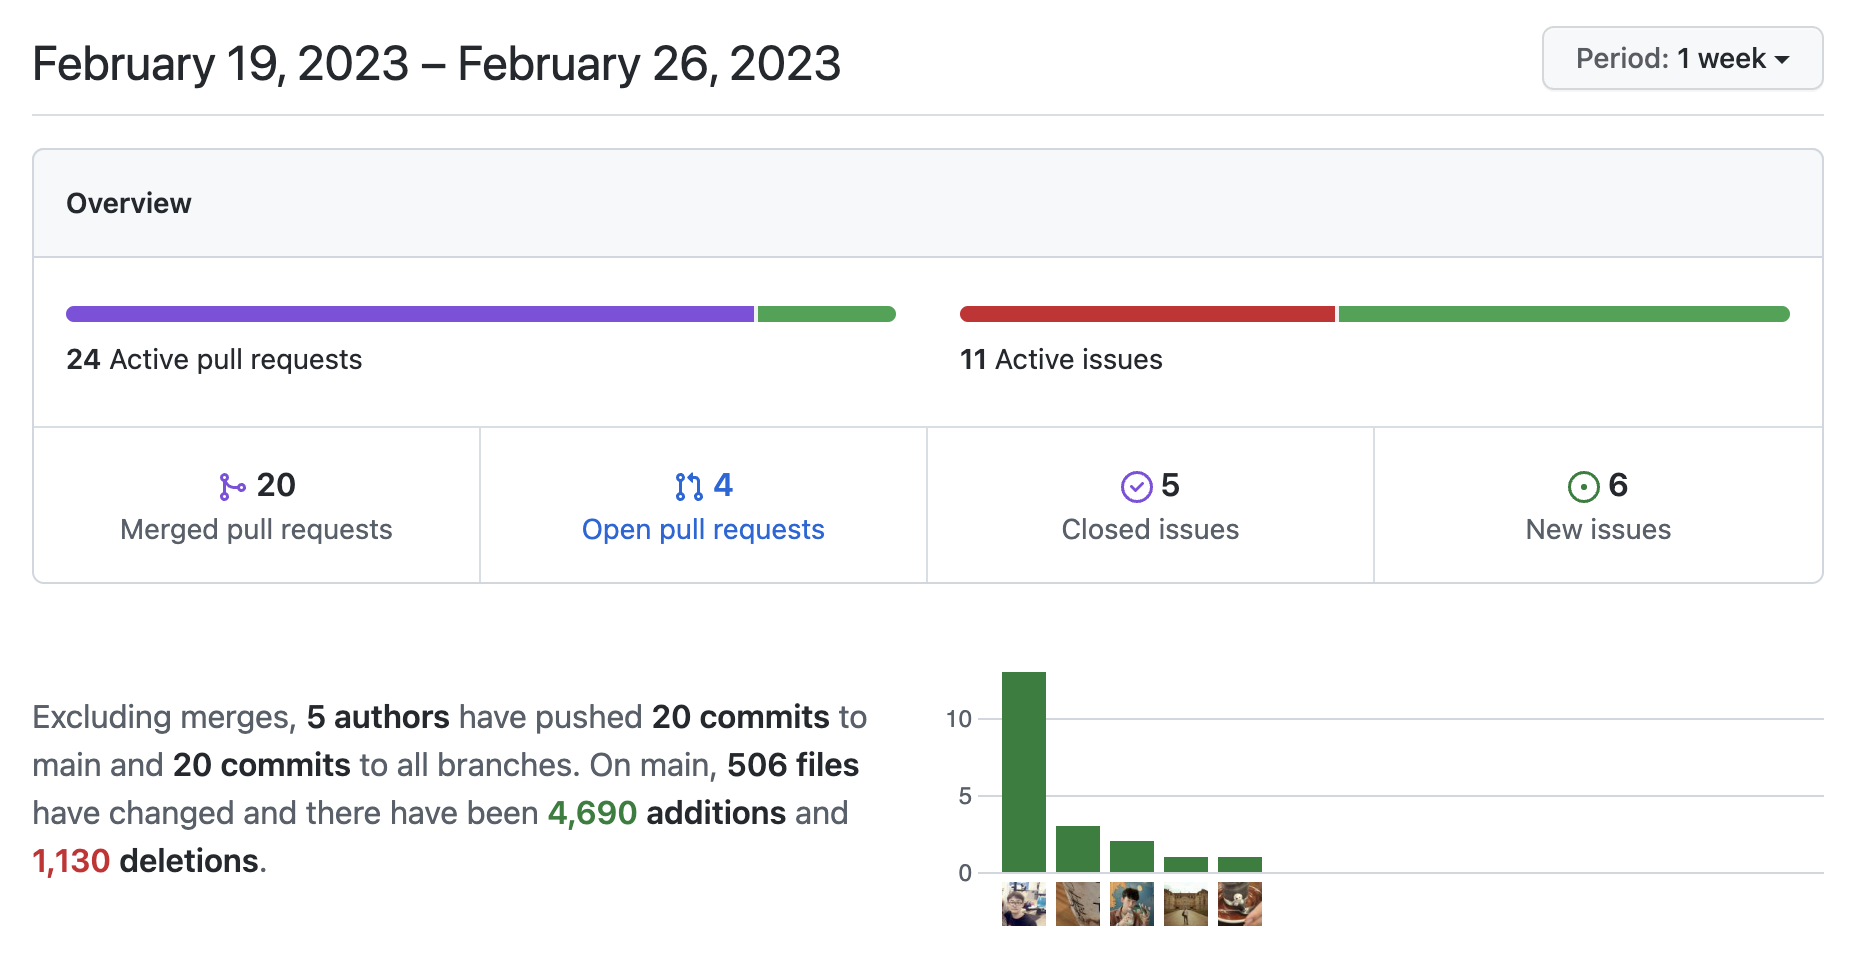 February 19, 2023 – February 26, 2023
Period: 1 week
Overview
24 Active pull requests
11 Active issues
20
Merged pull requests
4
Open pull requests
5
Closed issues
6
New issues
Excluding merges, 5 authors have pushed 20 commits to
main and 20 commits to all branches. On main, 506 files
have changed and there have been 4,690 additions and
1,130 deletions.
10
5
0